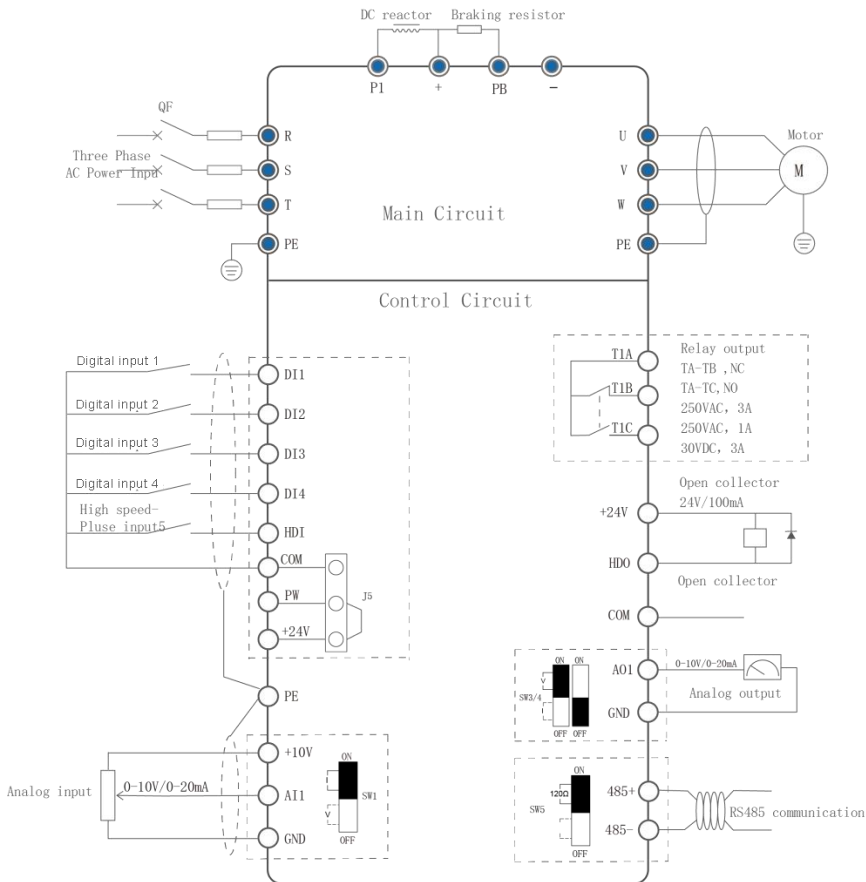 DC reactor
Braking resistor
P1
+
PB
−
QF
R
Three Phase
AC Power Inpu
S
T
PE
U
V
W
PE
Motor
M
Main Circuit
Control Circuit
Digital input 1
DI1
Digital input 2
DI2
Digital input 3
DI3
Digital input 4
DI4
High speed-
Pluse input5
HDI
COM
PW
J5
+24V
PE
+10V
Analog input
0-10V/0-20mA
AI1
GND
ON
V
SW1
OFF
T1A
T1B
T1C
Relay output
TA-TB ,NC
TA-TC,NO
250VAC, 3A
250VAC, 1A
30VDC, 3A
Open collector
24V/100mA
+24V
HDO
Open collector
COM
ON ON
V
SW3/4
OFF OFF
AO1
0-10V/0-20mA
Analog output
GND
ON
120Ω
SW5
OFF
485+
485-
RS485 communication